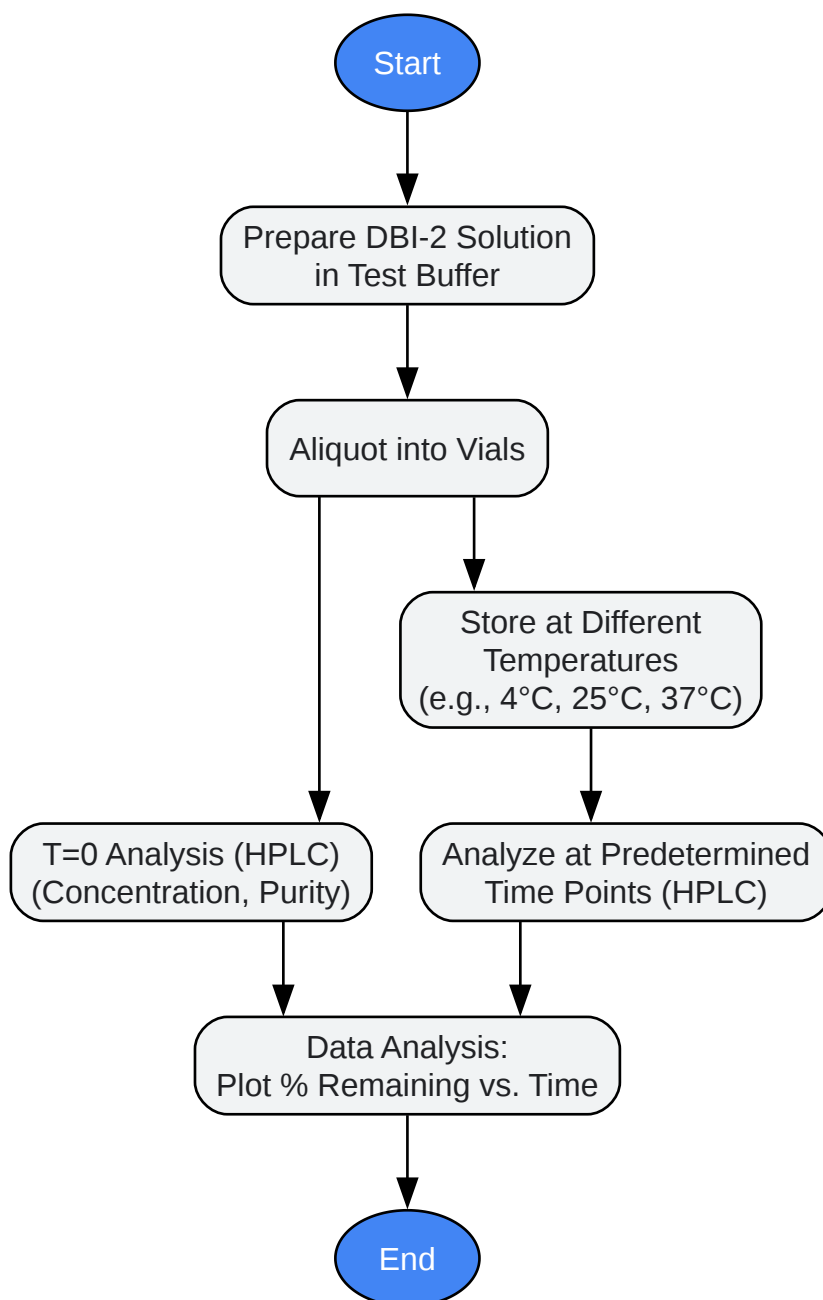 Start
Prepare DBI-2 Solution
in Test Buffer
Aliquot into Vials
Store at Different
Temperatures
(e.g., 4°C, 25°C, 37°C)
T=0 Analysis (HPLC)
(Concentration, Purity)
Analyze at Predetermined
Time Points (HPLC)
Data Analysis:
Plot % Remaining vs. Time
End